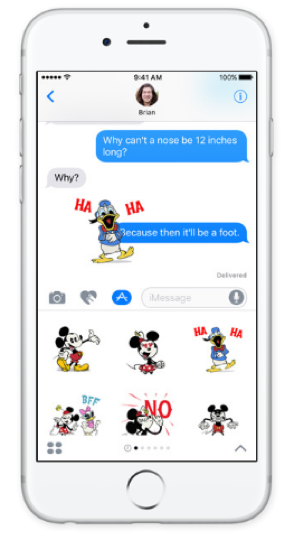 9:41 AM
100%
Brian
Why can't a nose be 12 inches
long?
Why?
HA HA
Because then it'll be a foot.
Delivered
iMessage
HA HA
BFF
NO